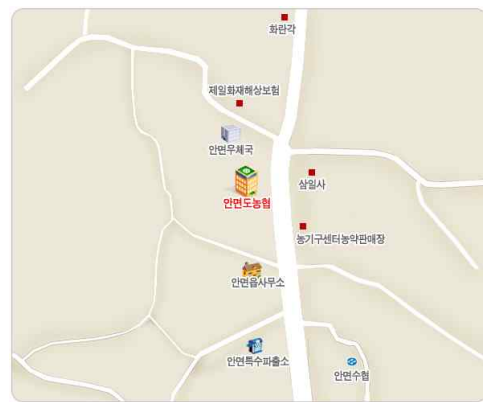 화란각
제일화재해상보험
안면우체국
삼일사
안면도농협
농기구센터농약판매장
안면읍사무소
안면특수파출소
안면수협